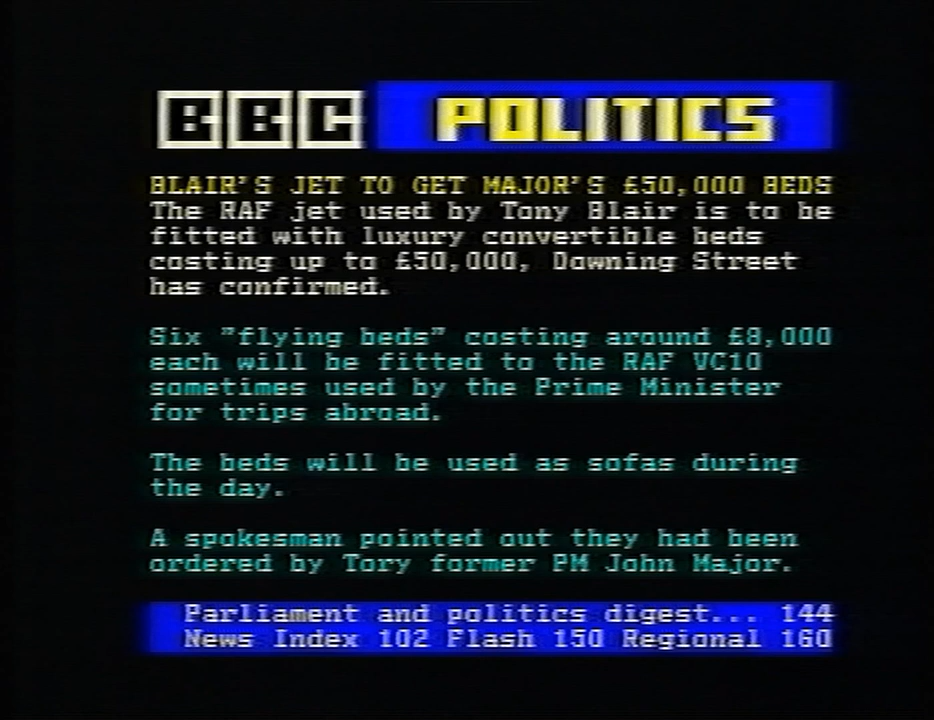 BBC POLITICS
BLAIR'S JET TO GET MAJOR'S £50,000 BEDS
The RAF jet used by Tony Blair is to be
fitted with luxury convertible beds
costing up to £50,000, Downing Street
has confirmed.
Six "flying beds" costing around £8,000
each will be fitted to the RAF VC10
sometimes used by the Prime Minister
for trips abroad.
The beds will be used as sofas during
the day.
A spokesman pointed out they had been
ordered by Tory former PM John Major.
Parliament and politics digest... 144
News Index 102 Flash 150 Regional 160